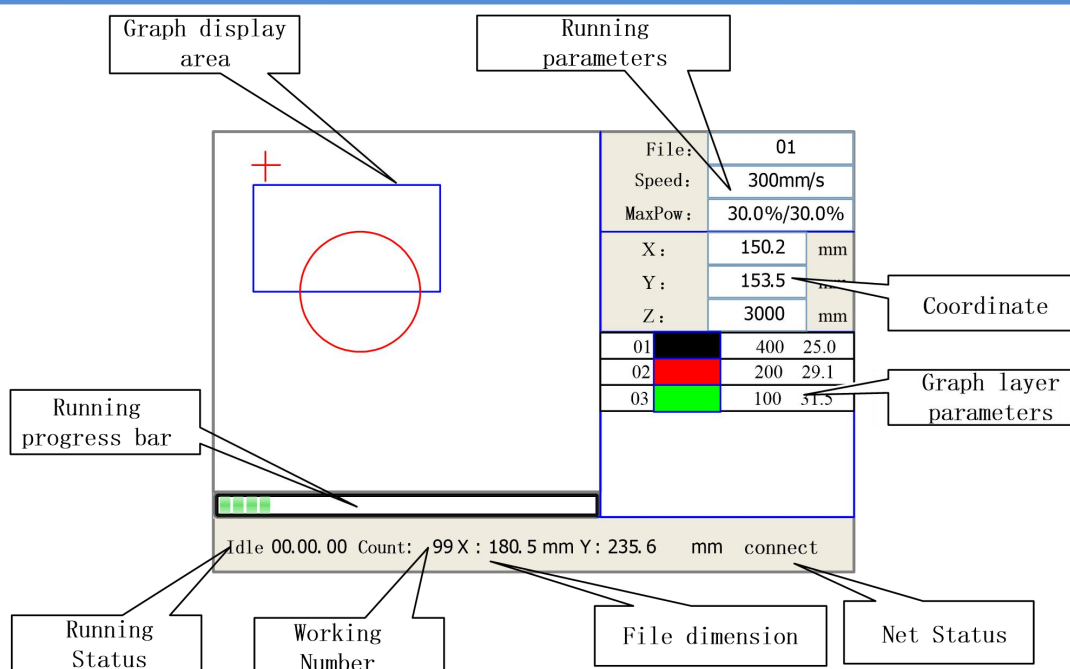 Graph display
area
Running
parameters
File: 01
Speed: 300mm/s
MaxPow: 30.0%/30.0%
X: 150.2 mm
Y: 153.5
Z: 3000 mm
Coordinate
01 400 25.0
02 200 29.1
03 100 31.5
Graph layer
parameters
Running
progress bar
Idle 00.00.00 Count: 99 X : 180.5 mm Y : 235.6 mm connect
Running
Status
Working
Number
File dimension
Net Status